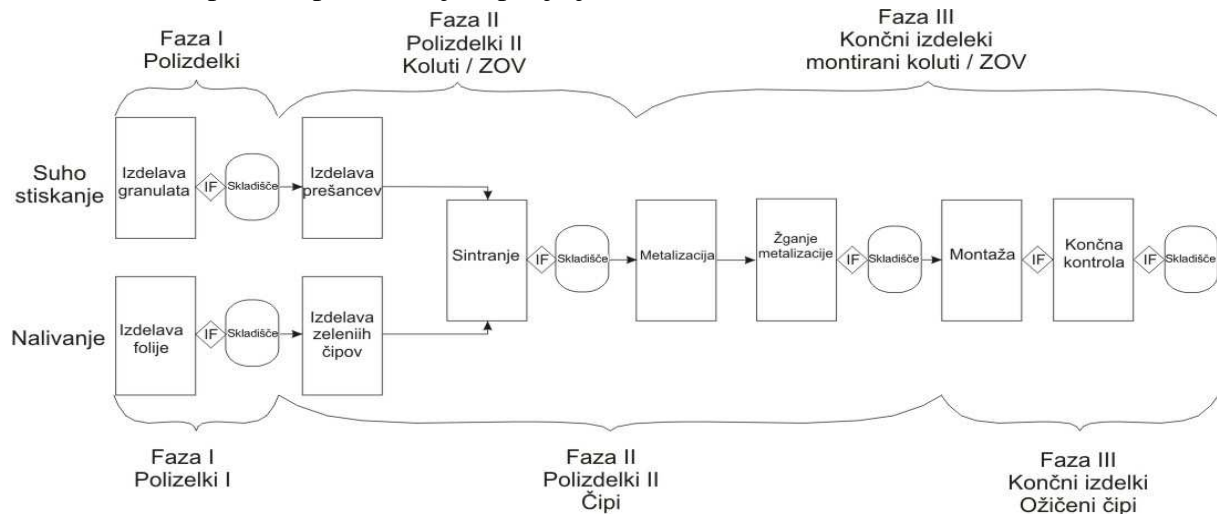 Faza I
Polizdelki
Faza II
Polizdelki II
Koluti / ZOV
Faza III
Končni izdeleki
montirani koluti / ZOV
Suho
stiskanje
Izdelava
granulata
IF
Skladišče
Izdelava
prešancev
Sintranje
IF
Skladišče
Metalizacija
Žganje
metalizacije
IF
Skladišče
Montaža
IF
Končna
kontrola
IF
Skladišče
Nalivanje
Izdelava
folije
IF
Skladišče
Izdelava
zeleniih
čipov
Faza I
Polizelki I
Faza II
Polizdelki II
Čipi
Faza III
Končni izdelki
Ožičeni čipi